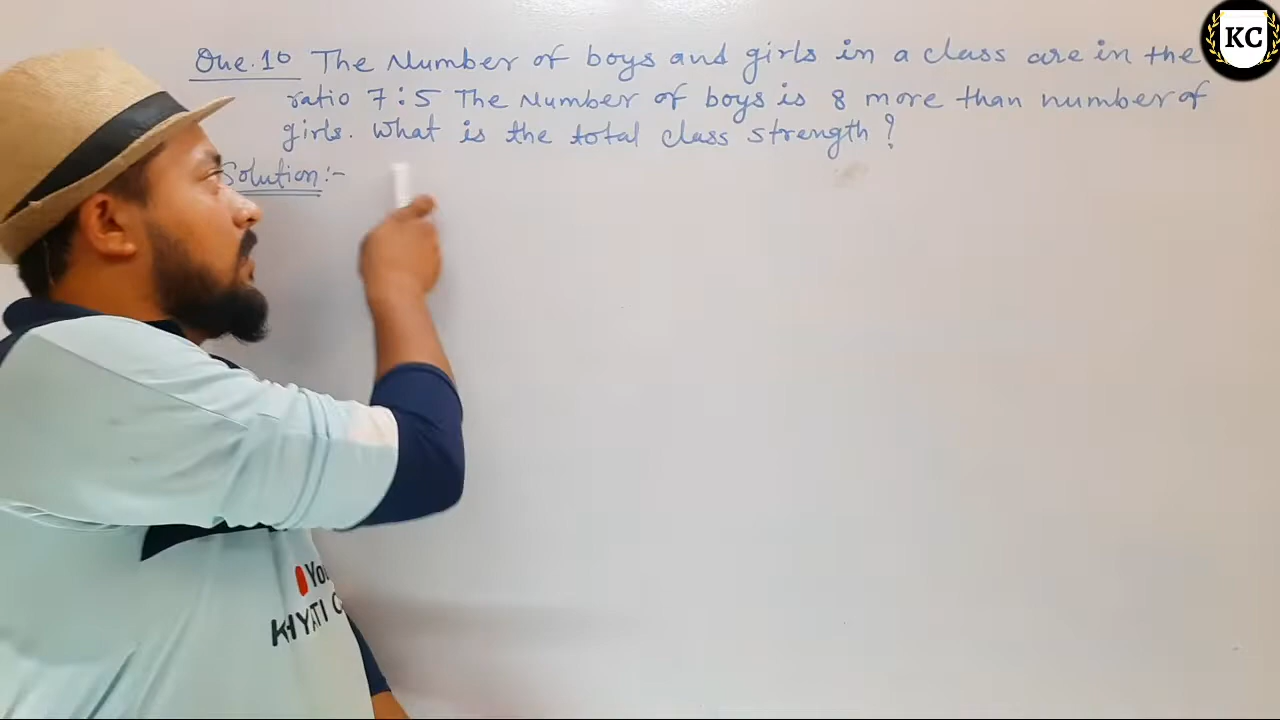 Que.10 The Number of boys and girls in a class are in the
ratio 7:5 The Number of boys is 8 more than number of
girls. What is the total class strength?
Solution:-
KC
You
KHYATI